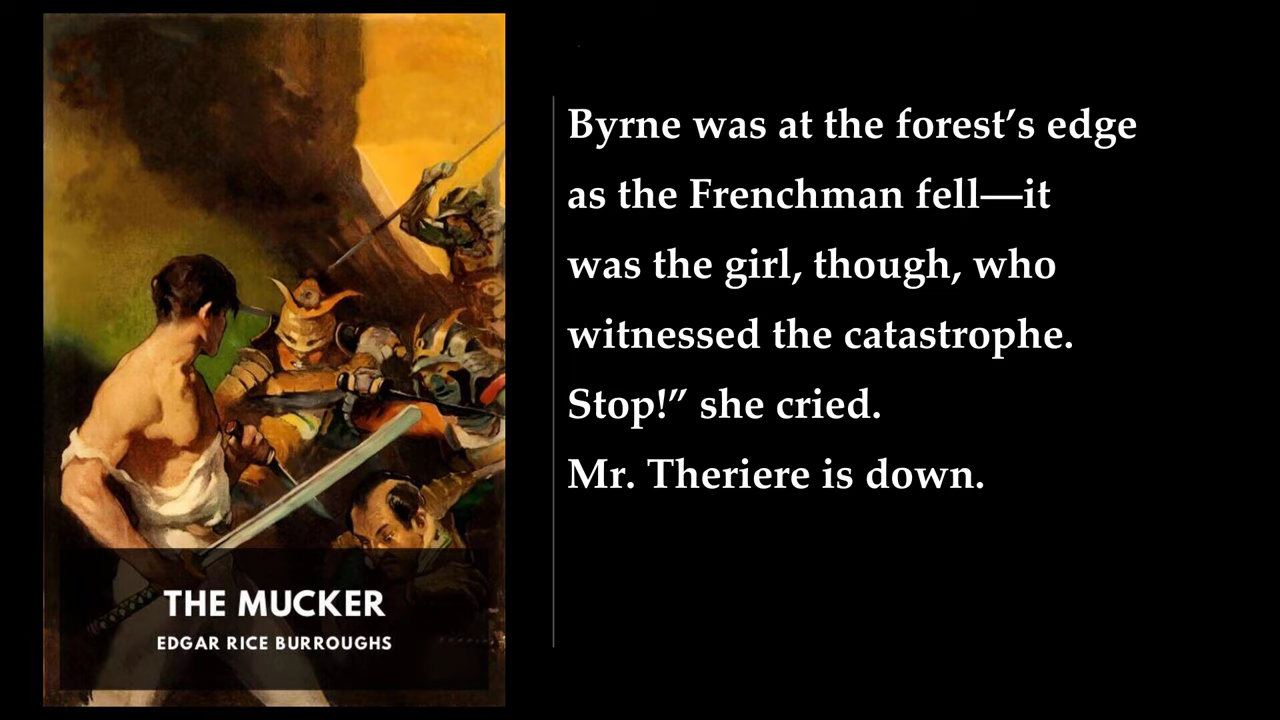 THE MUCKER
EDGAR RICE BURROUGHS
Byrne was at the forest’s edge
as the Frenchman fell—it
was the girl, though, who
witnessed the catastrophe.
Stop!” she cried.
Mr. Theriere is down.